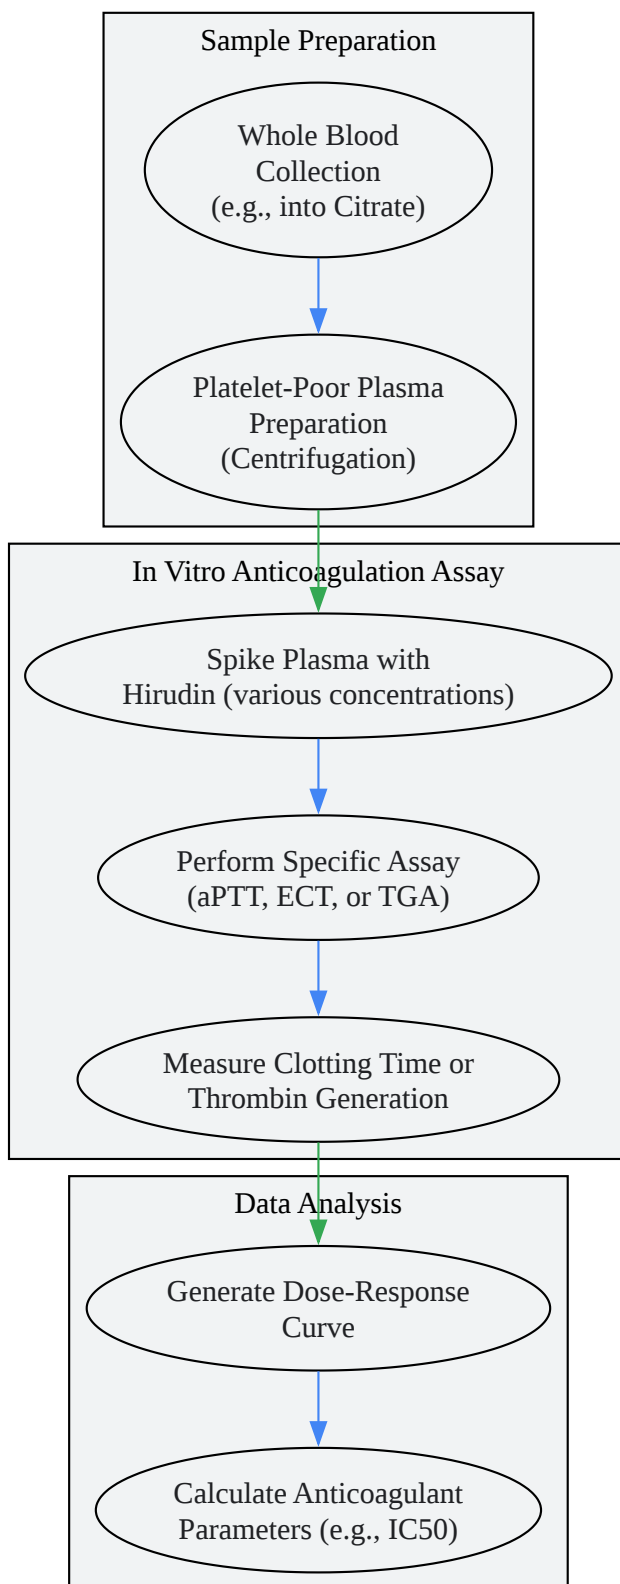 Sample Preparation
Whole Blood
Collection
(e.g., into Citrate)
Platelet-Poor Plasma
Preparation
(Centrifugation)
In Vitro Anticoagulation Assay
Spike Plasma with
Hirudin (various concentrations)
Perform Specific Assay
(aPTT, ECT, or TGA)
Measure Clotting Time or
Thrombin Generation
Data Analysis
Generate Dose-Response
Curve
Calculate Anticoagulant
Parameters (e.g., IC50)